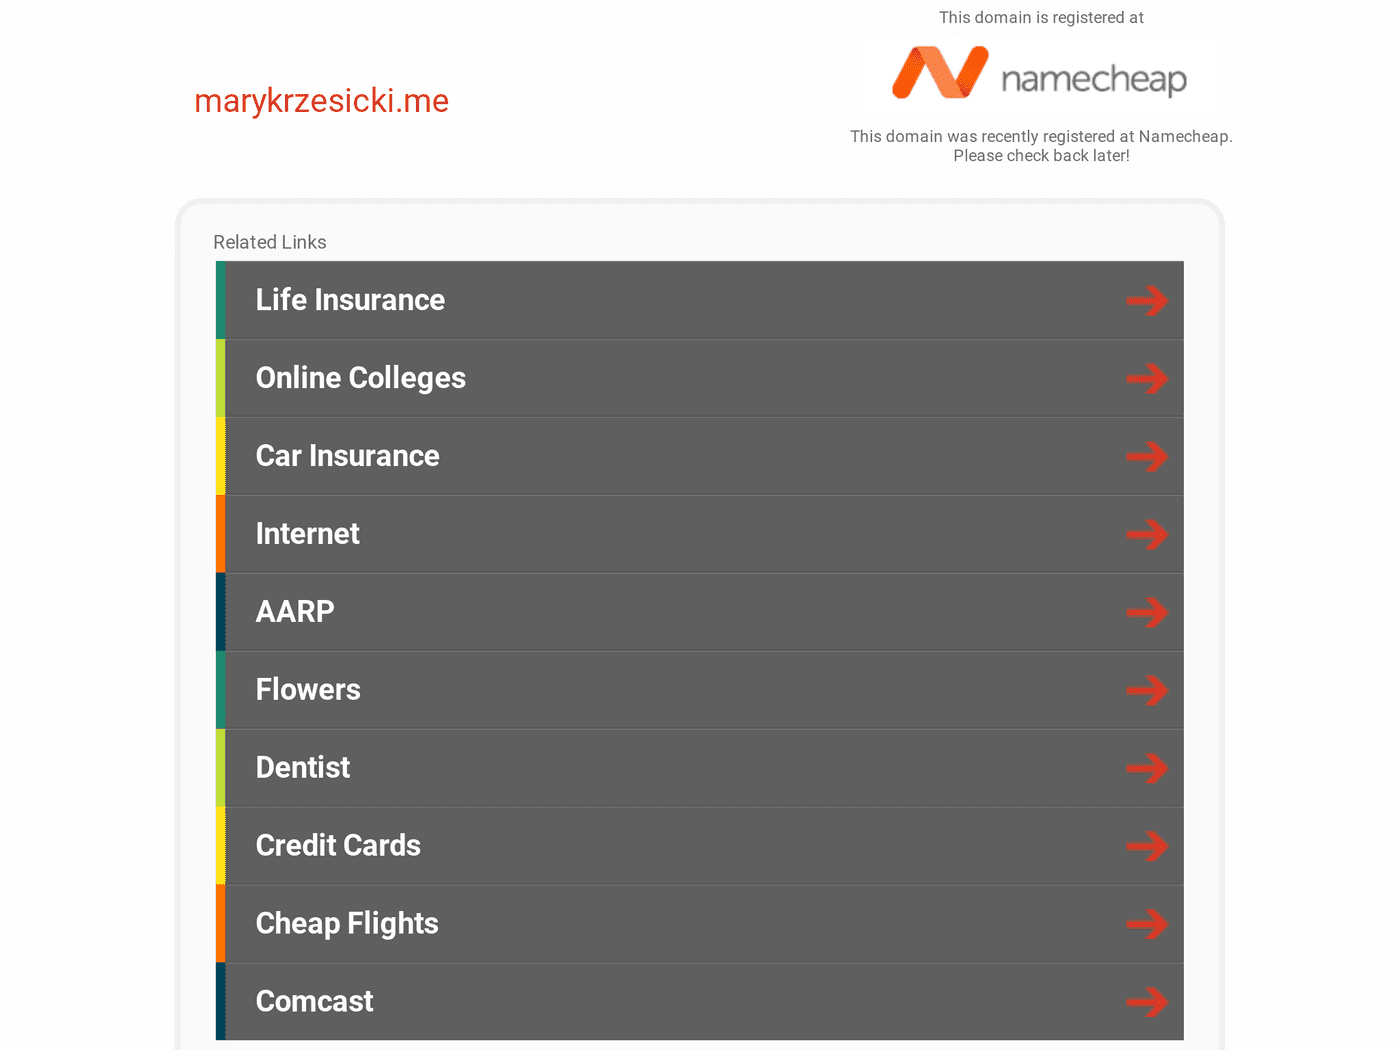 This domain is registered at
namecheap
marykrzesicki.me
This domain was recently registered at Namecheap.
Please check back later!
Related Links
Life Insurance
Online Colleges
Car Insurance
Internet
AARP
Flowers
Dentist
Credit Cards
Cheap Flights
Comcast